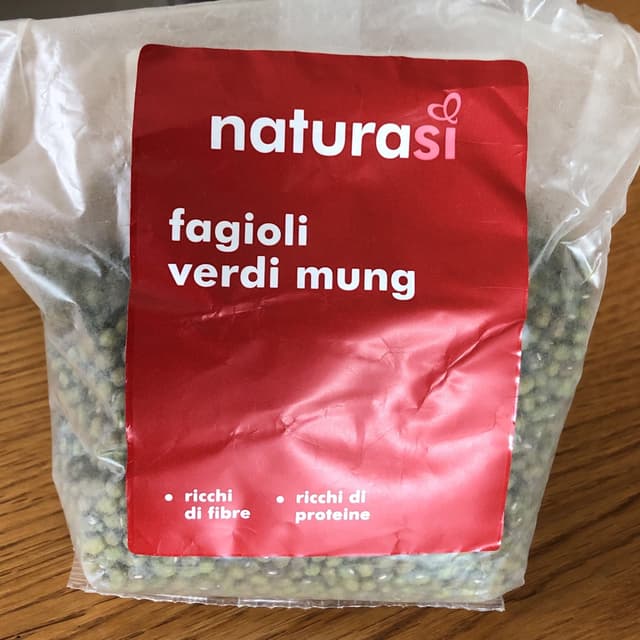 naturasì
fagioli
verdi mung
• ricchi
di fibre
• ricchi di
proteine